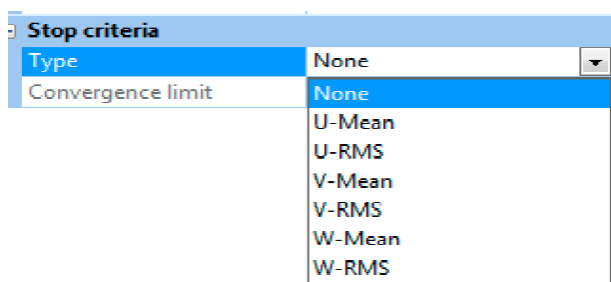 Stop criteria
Type None
Convergence limit None
U-Mean
U-RMS
V-Mean
V-RMS
W-Mean
W-RMS